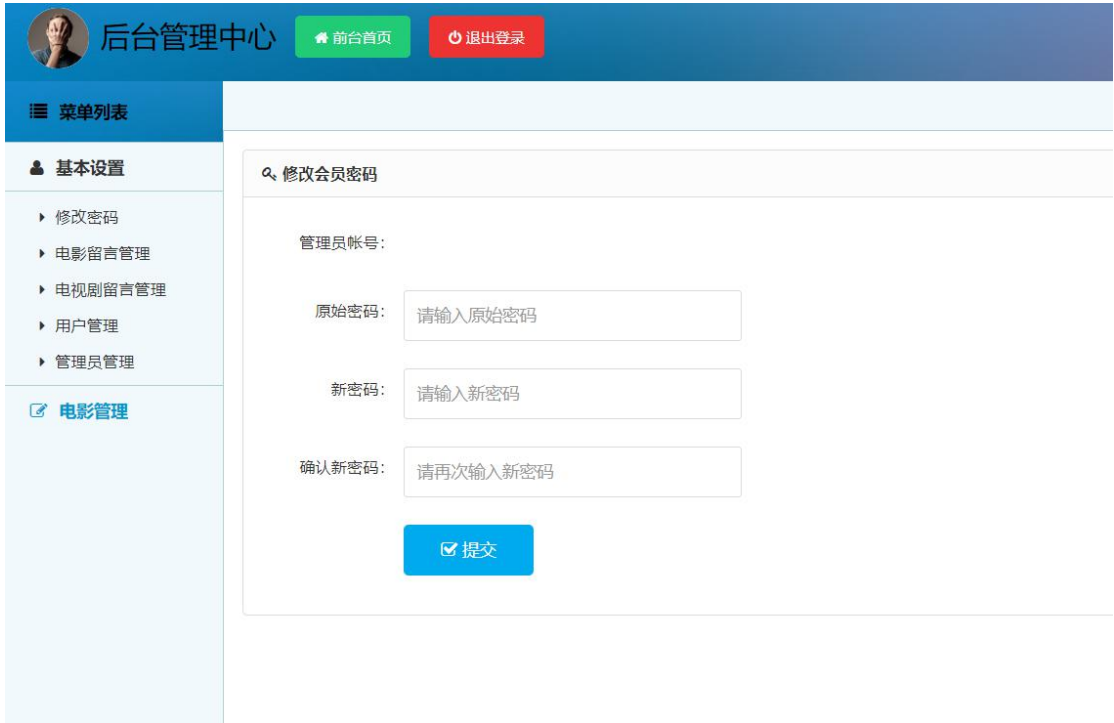 后台管理中心 前台首页 退出登录
菜单列表
基本设置
修改密码
电影留言管理
电视剧留言管理
用户管理
管理员管理
电影管理
修改会员密码
管理员帐号：
原始密码： 请输入原始密码
新密码： 请输入新密码
确认新密码： 请再次输入新密码
提交